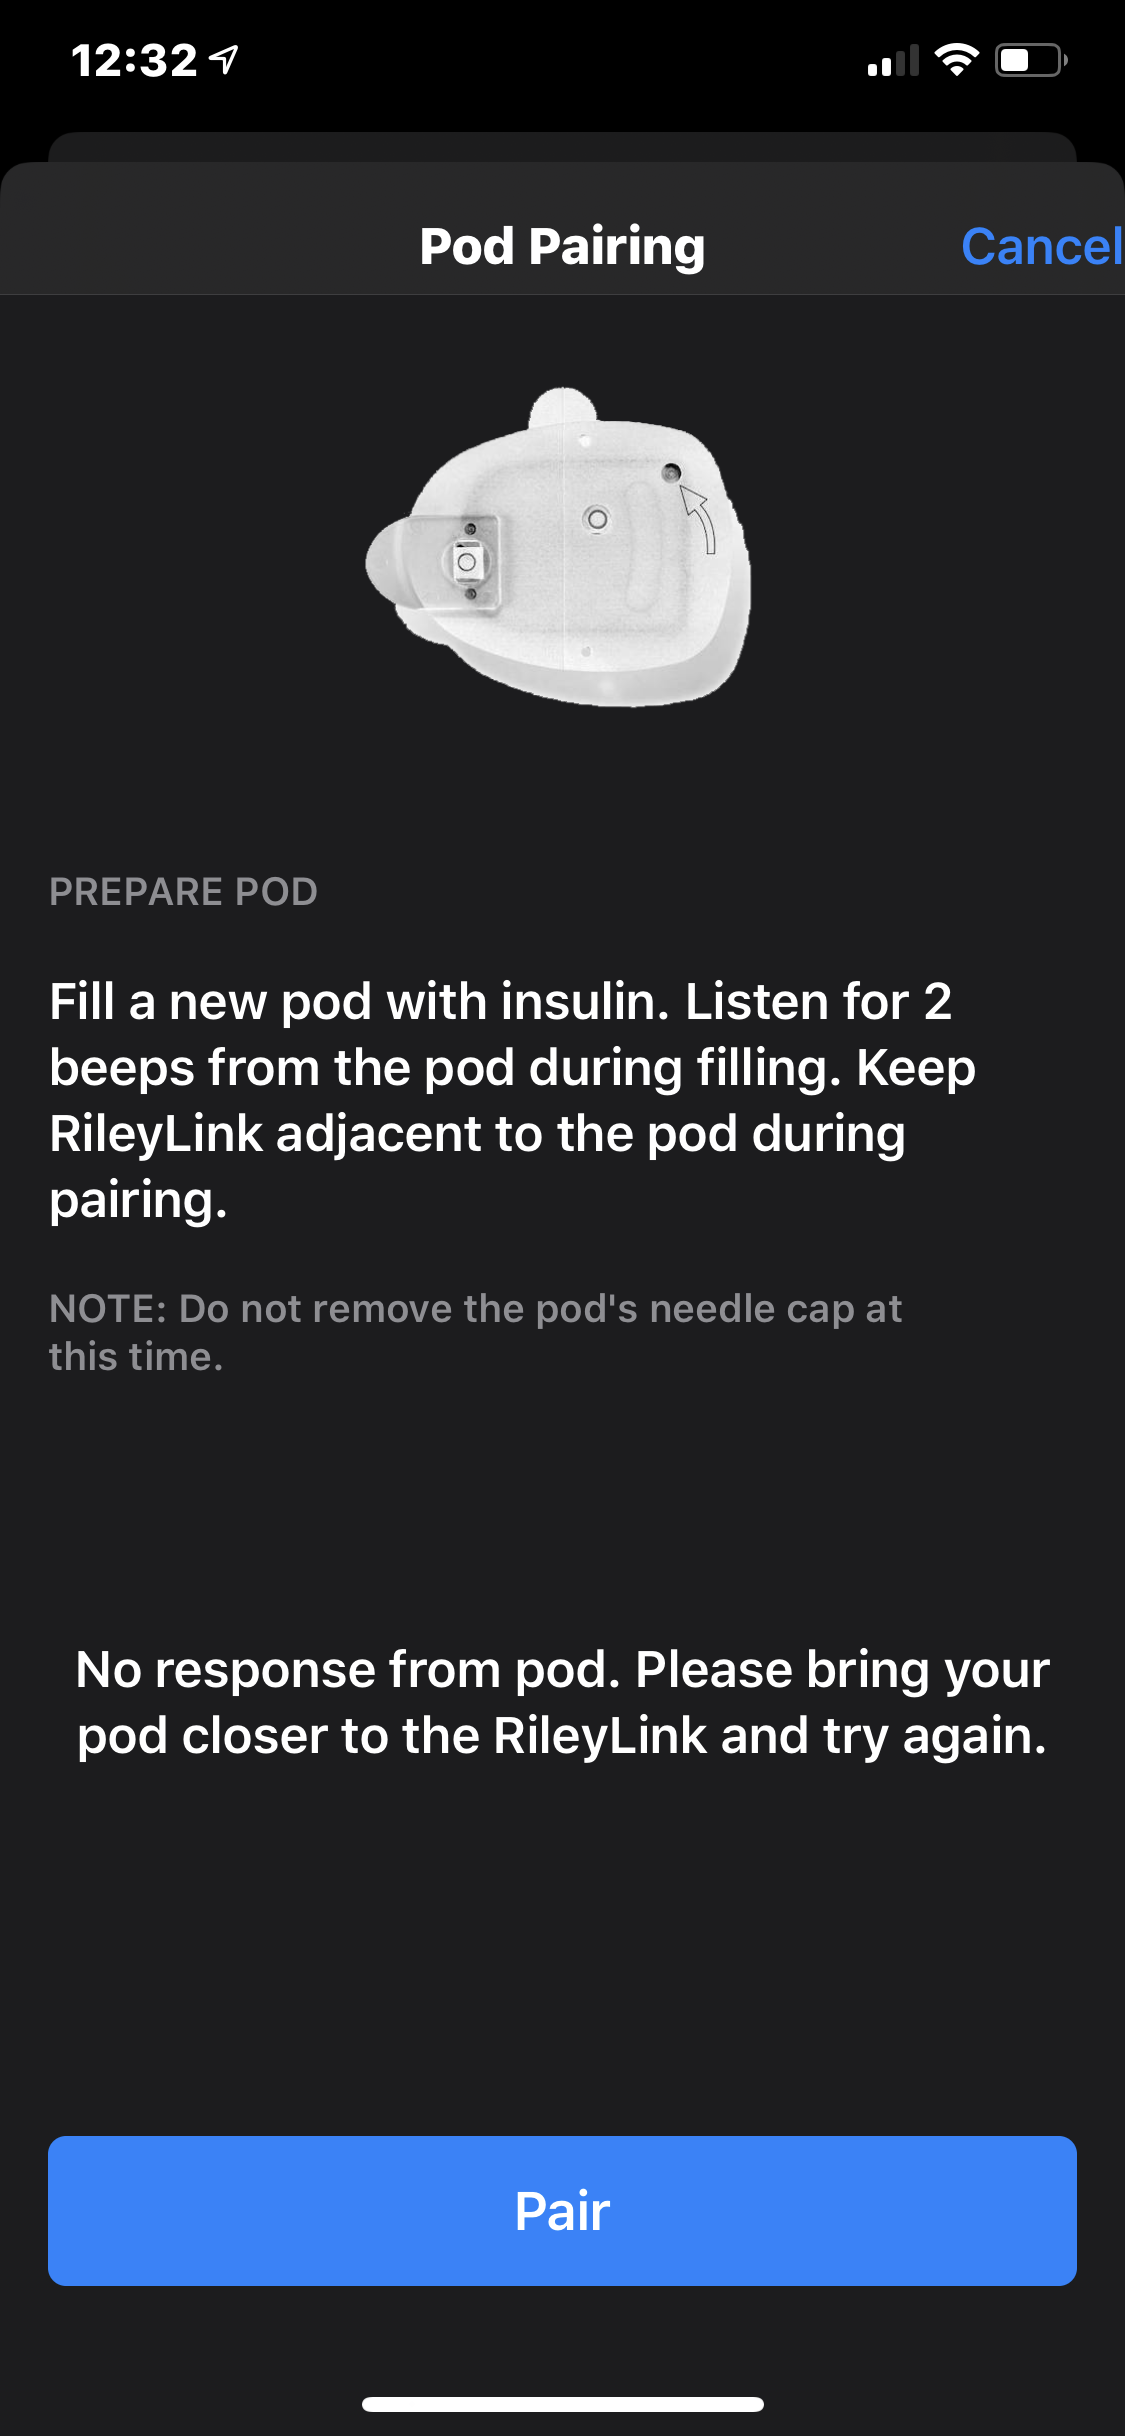 12:32
Pod Pairing
Cancel
PREPARE POD
Fill a new pod with insulin. Listen for 2
beeps from the pod during filling. Keep
RileyLink adjacent to the pod during
pairing.
NOTE: Do not remove the pod's needle cap at
this time.
No response from pod. Please bring your
pod closer to the RileyLink and try again.
Pair